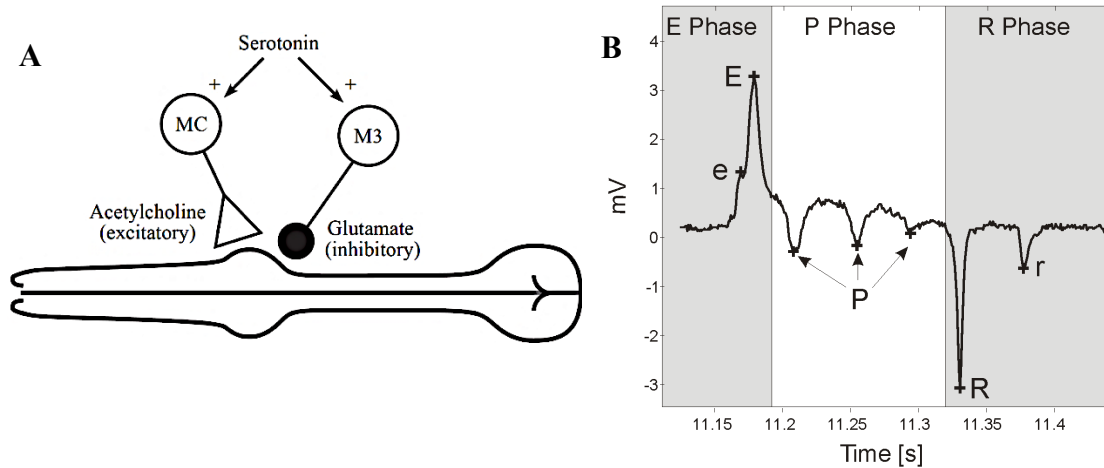 A
Serotonin
+ +
MC M3
Acetylcholine
(excitatory)
Glutamate
(inhibitory)
B
E Phase P Phase R Phase
4
3
2
1
0
-1
-2
-3
mV
E
e
P
R
r
11.15 11.2 11.25 11.3 11.35 11.4
Time [s]